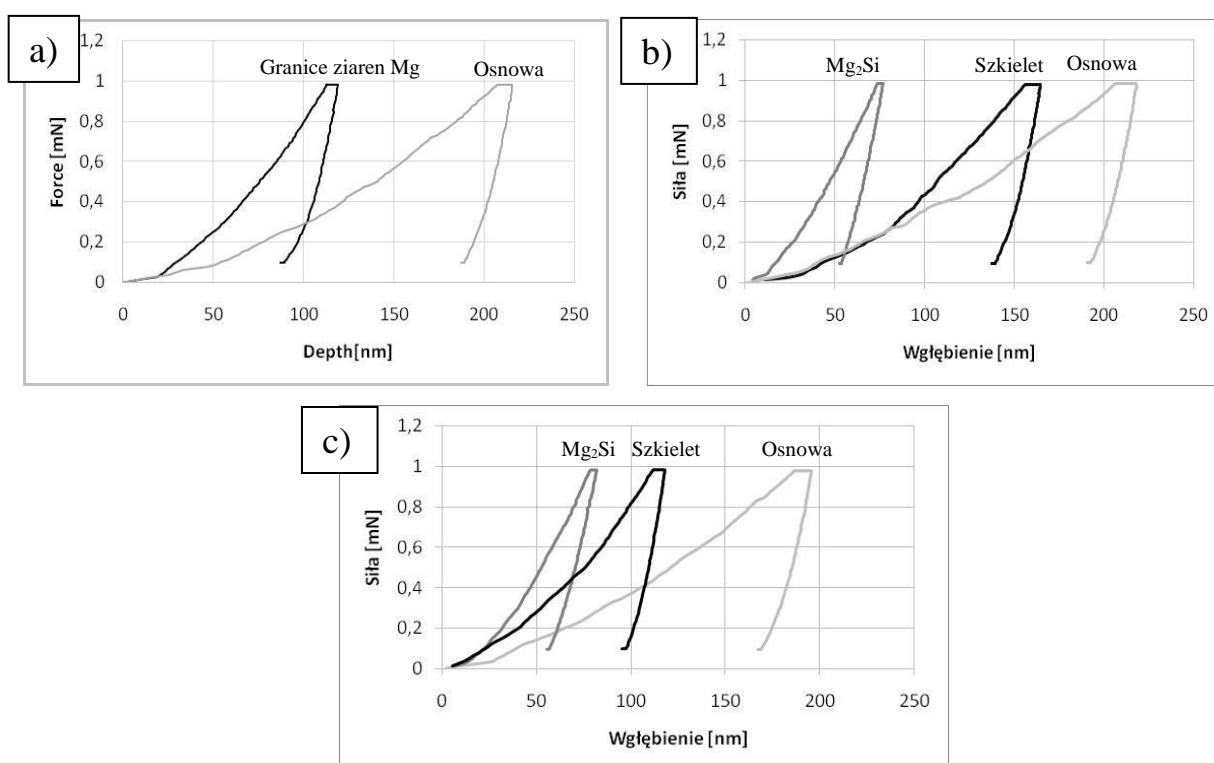 a)
1,2
1
0,8
0,6
0,4
0,2
0
Force [mN]
Granice ziaren Mg
Osnowa
0 50 100 150 200 250
Depth[nm]
b)
1,2
1
0,8
0,6
0,4
0,2
0
Siła [mN]
Mg₂Si
Szkielet
Osnowa
0 50 100 150 200 250
Wgłębienie [nm]
c)
1,2
1
0,8
0,6
0,4
0,2
0
Siła [mN]
Mg₂Si Szkielet
Osnowa
0 50 100 150 200 250
Wgłębienie [nm]